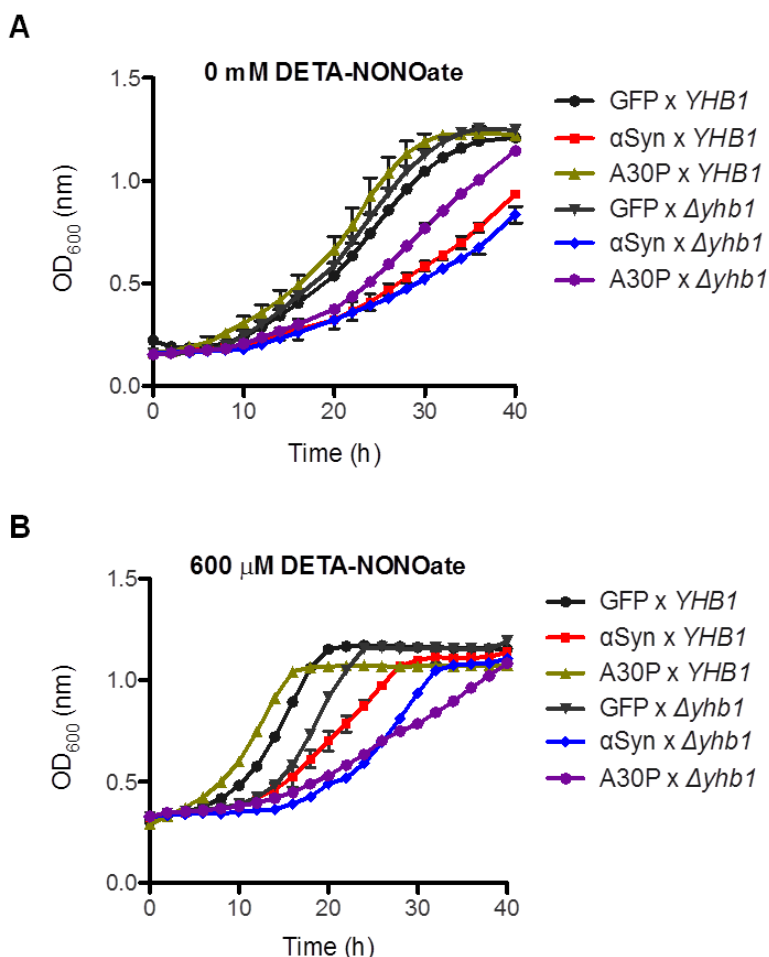 A
0 mM DETA-NONOate
1.5
1.0
0.5
0.0
OD600 (nm)
0 10 20 30 40
Time (h)
GFP x YHB1
αSyn x YHB1
A30P x YHB1
GFP x Δyhb1
αSyn x Δyhb1
A30P x Δyhb1
B
600 μM DETA-NONOate
1.5
1.0
0.5
0.0
OD600 (nm)
0 10 20 30 40
Time (h)
GFP x YHB1
αSyn x YHB1
A30P x YHB1
GFP x Δyhb1
αSyn x Δyhb1
A30P x Δyhb1